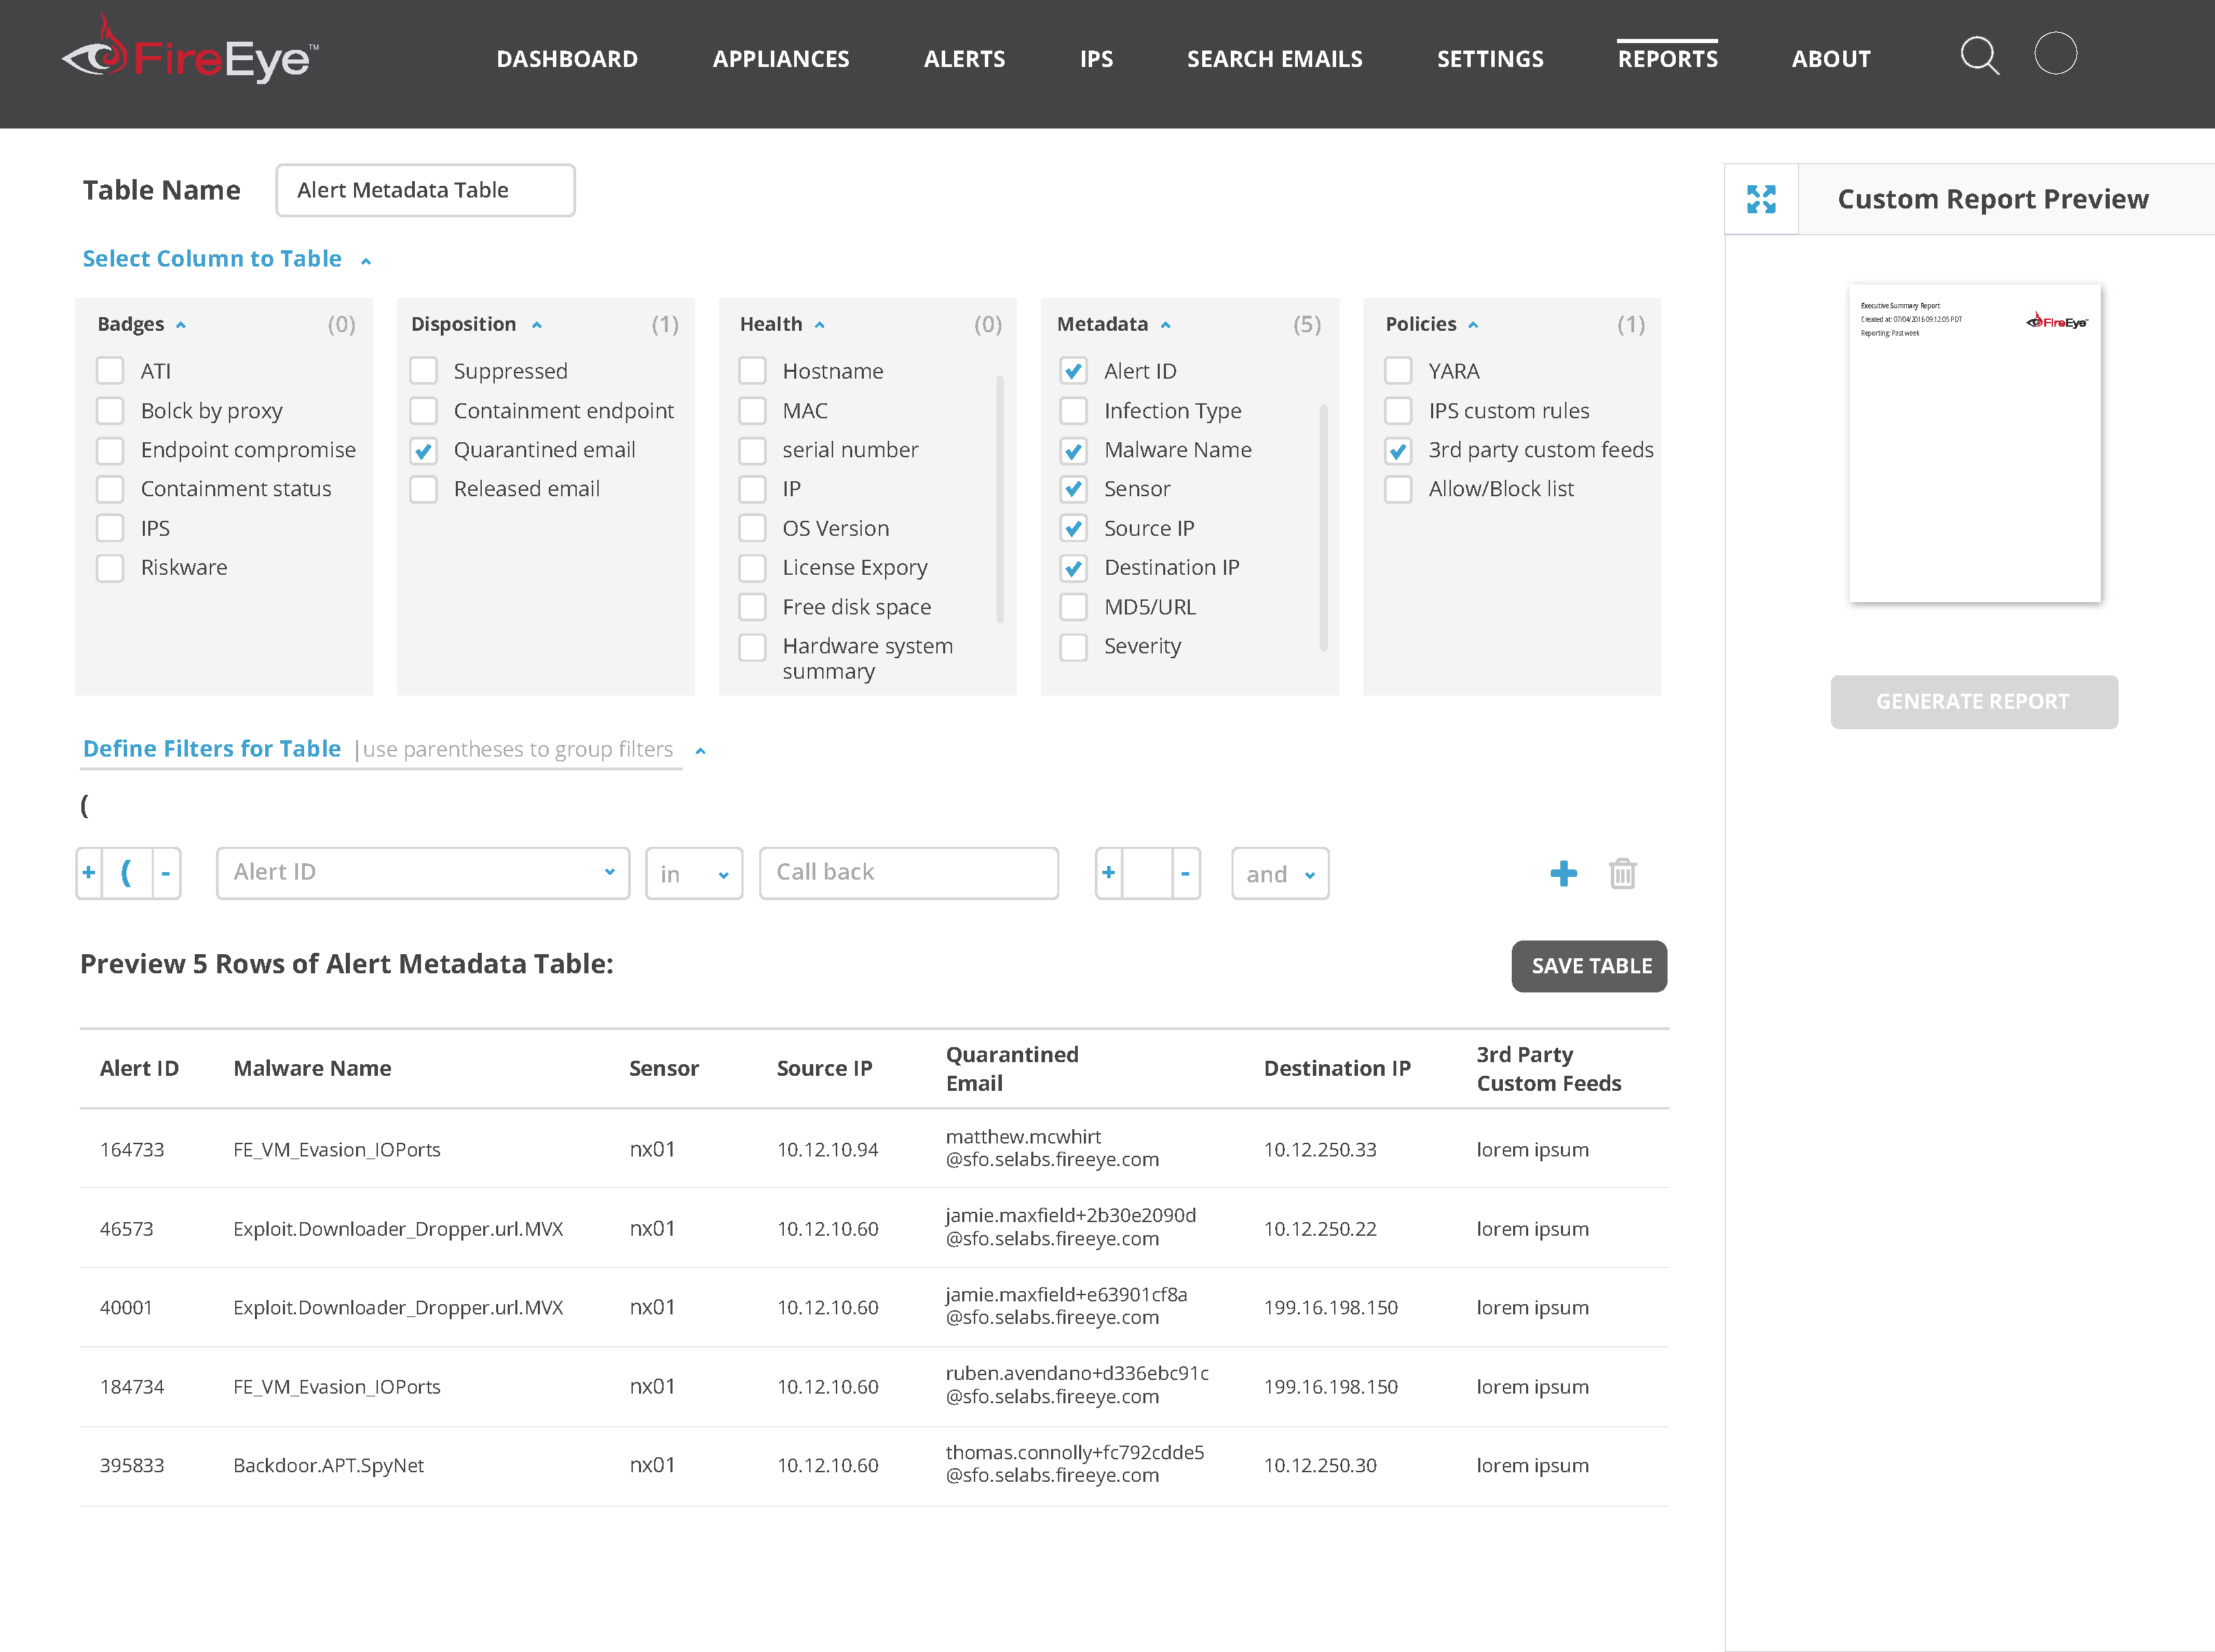 FireEye™
DASHBOARD APPLIANCES ALERTS IPS SEARCH EMAILS SETTINGS REPORTS ABOUT
Table Name Alert Metadata Table
Custom Report Preview
Select Column to Table
Badges (0)
ATI
Bolck by proxy
Endpoint compromise
Containment status
IPS
Riskware
Disposition (1)
Suppressed
Containment endpoint
Quarantined email
Released email
Health (0)
Hostname
MAC
serial number
IP
OS Version
License Expory
Free disk space
Hardware system
summary
Metadata (5)
Alert ID
Infection Type
Malware Name
Sensor
Source IP
Destination IP
MD5/URL
Severity
Policies (1)
YARA
IPS custom rules
3rd party custom feeds
Allow/Block list
Executive Summary Report
Created at: 07/04/2016 09:12:05 PDT
Reporting: Past week
FireEye™
GENERATE REPORT
Define Filters for Table |use parentheses to group filters
(
+ ( - Alert ID in Call back + - and
Preview 5 Rows of Alert Metadata Table:
SAVE TABLE
Alert ID Malware Name Sensor Source IP Quarantined Email Destination IP 3rd Party Custom Feeds
164733 FE_VM_Evasion_IOPorts nx01 10.12.10.94 matthew.mcwhirt @sfo.selabs.fireeye.com 10.12.250.33 lorem ipsum
46573 Exploit.Downloader_Dropper.url.MVX nx01 10.12.10.60 jamie.maxfield+2b30e2090d @sfo.selabs.fireeye.com 10.12.250.22 lorem ipsum
40001 Exploit.Downloader_Dropper.url.MVX nx01 10.12.10.60 jamie.maxfield+e63901cf8a @sfo.selabs.fireeye.com 199.16.198.150 lorem ipsum
184734 FE_VM_Evasion_IOPorts nx01 10.12.10.60 ruben.avendano+d336ebc91c @sfo.selabs.fireeye.com 199.16.198.150 lorem ipsum
395833 Backdoor.APT.SpyNet nx01 10.12.10.60 thomas.connolly+fc792cdde5 @sfo.selabs.fireeye.com 10.12.250.30 lorem ipsum